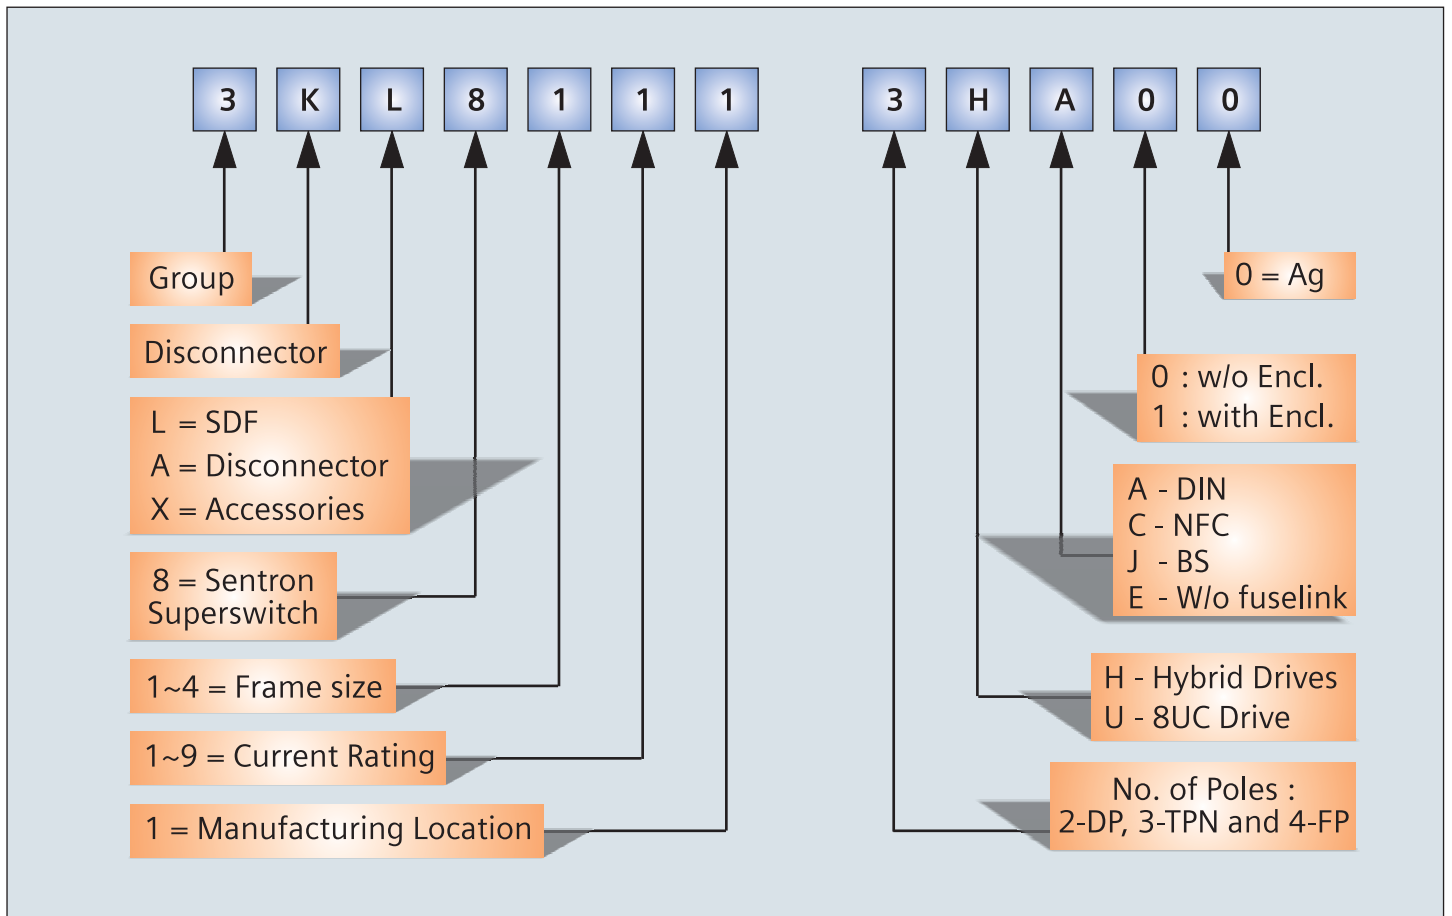 3 K L 8 1 1 1 3 H A 0 0
Group
Disconnector
L = SDF
A = Disconnector
X = Accessories
8 = Sentron
Superswitch
1~4 = Frame size
1~9 = Current Rating
1 = Manufacturing Location
0 = Ag
0 : w/o Encl.
1 : with Encl.
A - DIN
C - NFC
J - BS
E - W/o fuselink
H - Hybrid Drives
U - 8UC Drive
No. of Poles :
2-DP, 3-TPN and 4-FP